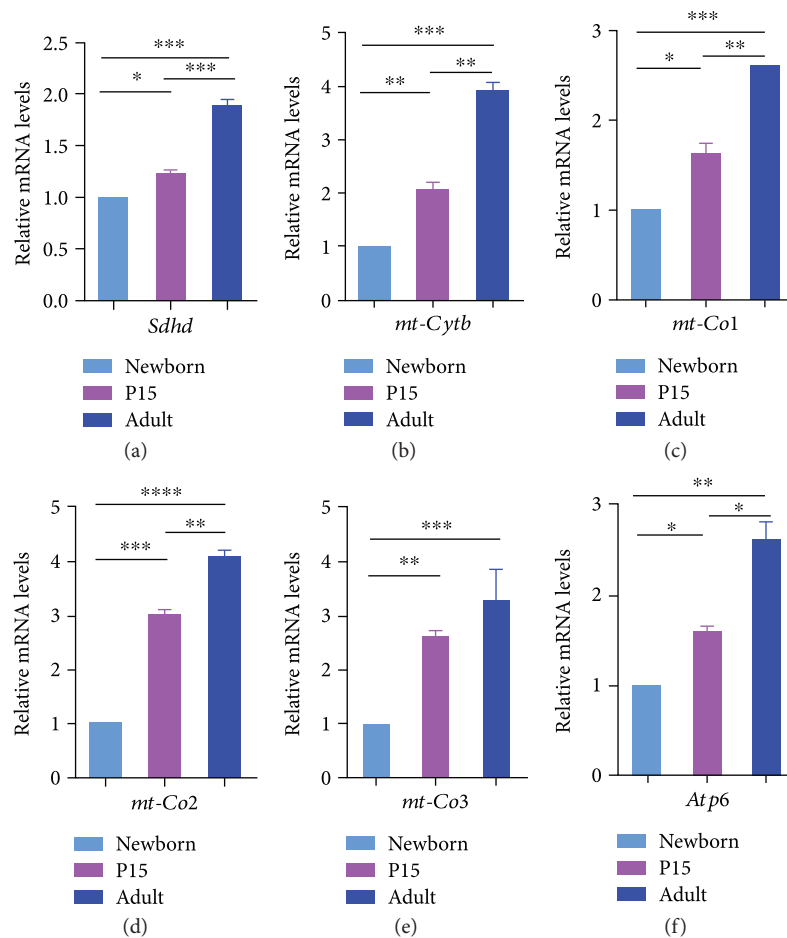 Relative mRNA levels
2.5
2.0
1.5
1.0
0.5
0.0
***
*
***
Sdhd
Newborn
P15
Adult
(a)
Relative mRNA levels
5
4
3
2
1
0
***
**
**
mt-Cytb
Newborn
P15
Adult
(b)
Relative mRNA levels
3
2
1
0
***
*
**
mt-Co1
Newborn
P15
Adult
(c)
Relative mRNA levels
5
4
3
2
1
0
****
***
**
mt-Co2
Newborn
P15
Adult
(d)
Relative mRNA levels
5
4
3
2
1
0
***
**
mt-Co3
Newborn
P15
Adult
(e)
Relative mRNA levels
3
2
1
0
**
*
*
Atp6
Newborn
P15
Adult
(f)